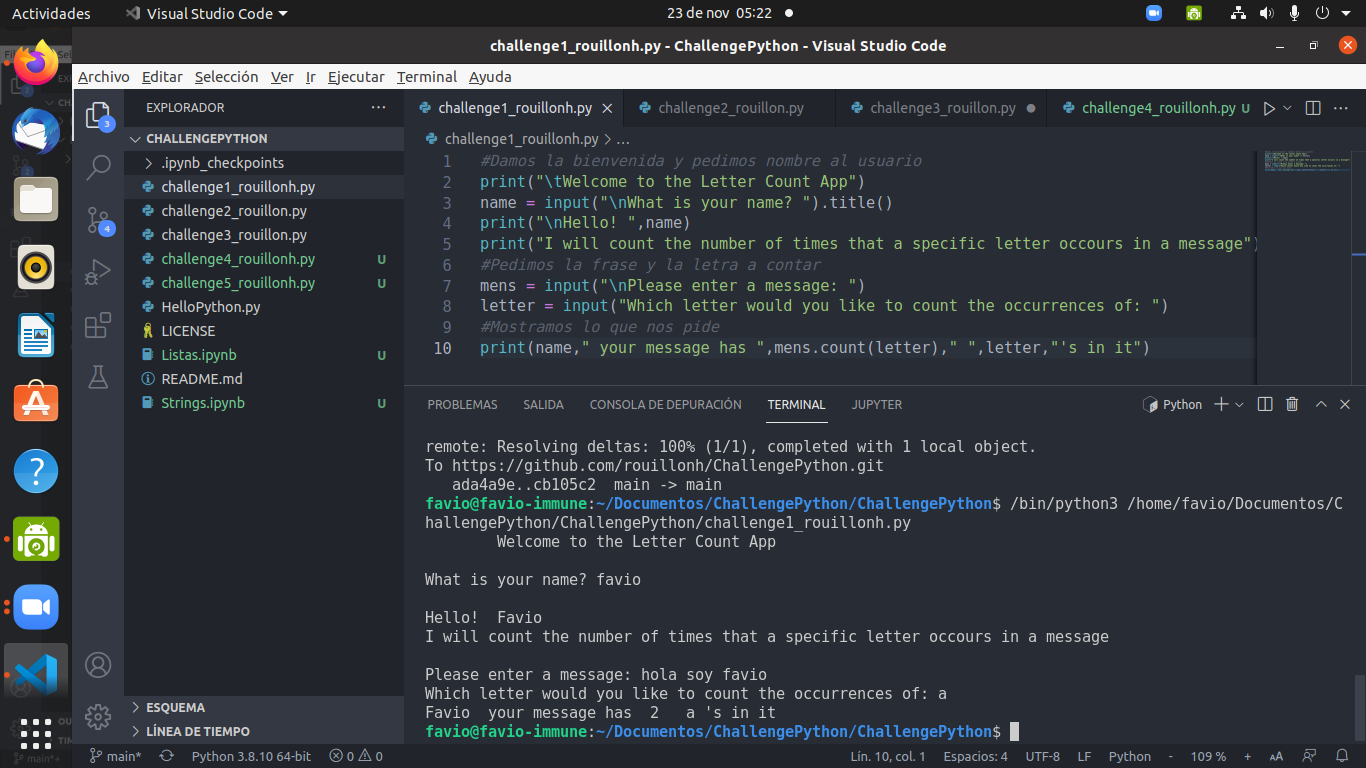 Actividades Visual Studio Code 23 de nov 05:22
challenge1_rouillonh.py - ChallengePython - Visual Studio Code
Archivo Editar Selección Ver Ir Ejecutar Terminal Ayuda
EXPLORADOR
3
4
CHALLENGEPYTHON
.ipynb_checkpoints
challenge1_rouillonh.py
challenge2_rouillon.py
challenge3_rouillon.py
challenge4_rouillonh.py U
challenge5_rouillonh.py U
HelloPython.py
LICENSE
Listas.ipynb U
README.md
Strings.ipynb U
ESQUEMA
LÍNEA DE TIEMPO
challenge1_rouillonh.py challenge2_rouillon.py challenge3_rouillon.py challenge4_rouillonh.py U
challenge1_rouillonh.py > ...
1 #Damos la bienvenida y pedimos nombre al usuario
2 print("\tWelcome to the Letter Count App")
3 name = input("\nWhat is your name? ").title()
4 print("\nHello! ",name)
5 print("I will count the number of times that a specific letter occours in a message")
6 #Pedimos la frase y la letra a contar
7 mens = input("\nPlease enter a message: ")
8 letter = input("Which letter would you like to count the occurrences of: ")
9 #Mostramos lo que nos pide
10 print(name," your message has ",mens.count(letter)," ",letter,"'s in it")
PROBLEMAS SALIDA CONSOLA DE DEPURACIÓN TERMINAL JUPYTER Python
remote: Resolving deltas: 100% (1/1), completed with 1 local object.
To https://github.com/rouillonh/ChallengePython.git
ada4a9e..cb105c2 main -> main
favio@favio-immune:~/Documentos/ChallengePython/ChallengePython$ /bin/python3 /home/favio/Documentos/C
hallengePython/ChallengePython/challenge1_rouillonh.py
Welcome to the Letter Count App
What is your name? favio
Hello!  Favio
I will count the number of times that a specific letter occours in a message
Please enter a message: hola soy favio
Which letter would you like to count the occurrences of: a
Favio  your message has  2   a 's in it
favio@favio-immune:~/Documentos/ChallengePython/ChallengePython$
main* Python 3.8.10 64-bit 0 0 Lín. 10, col. 1 Espacios: 4 UTF-8 LF Python - 109 % +